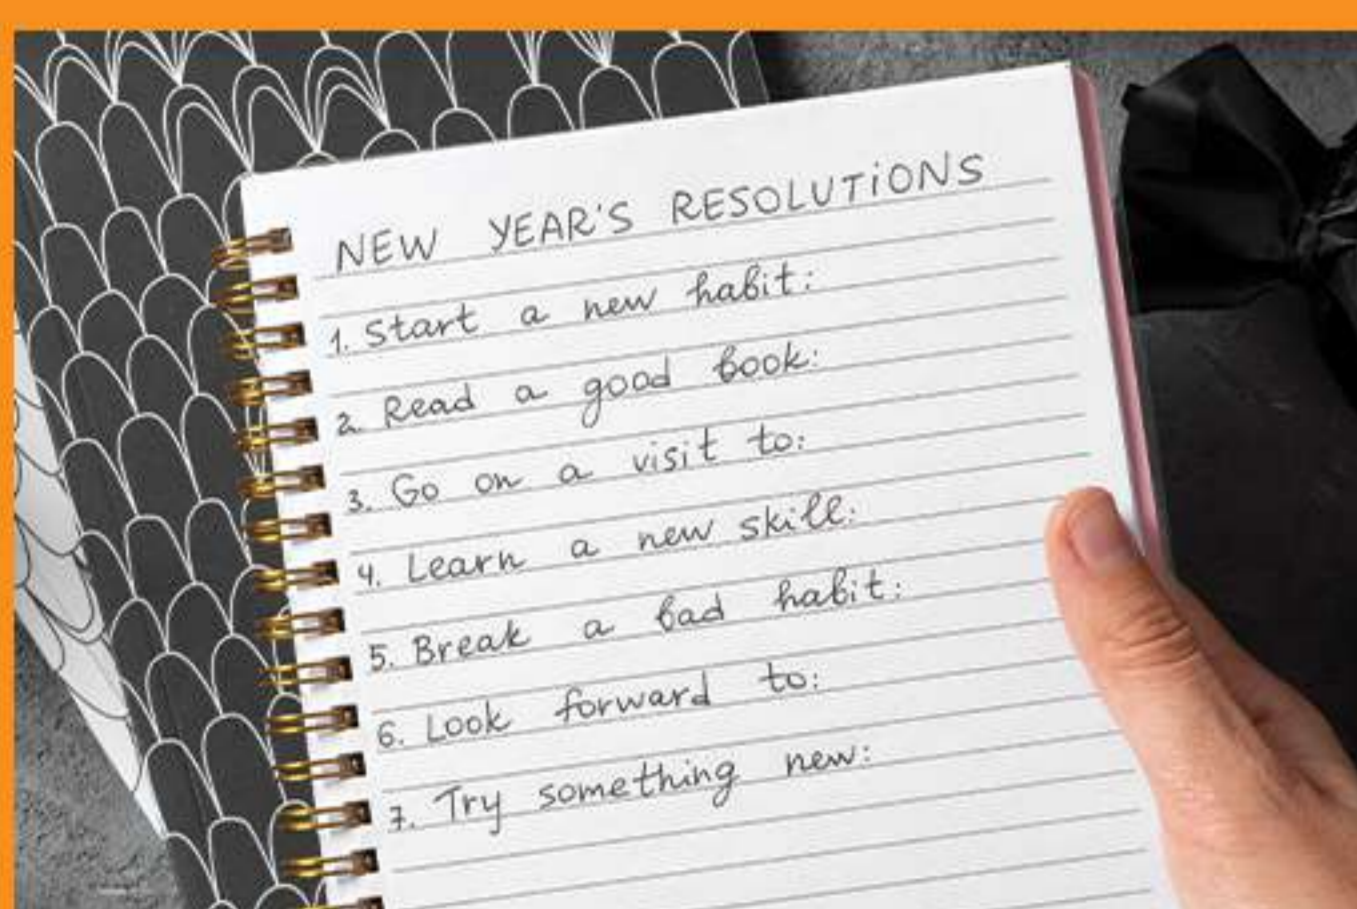 NEW YEAR'S RESOLUTIONS
1. Start a new habit:
2. Read a good book:
3. Go on a visit to:
4. Learn a new skill:
5. Break a bad habit:
6. Look forward to:
7. Try something new: